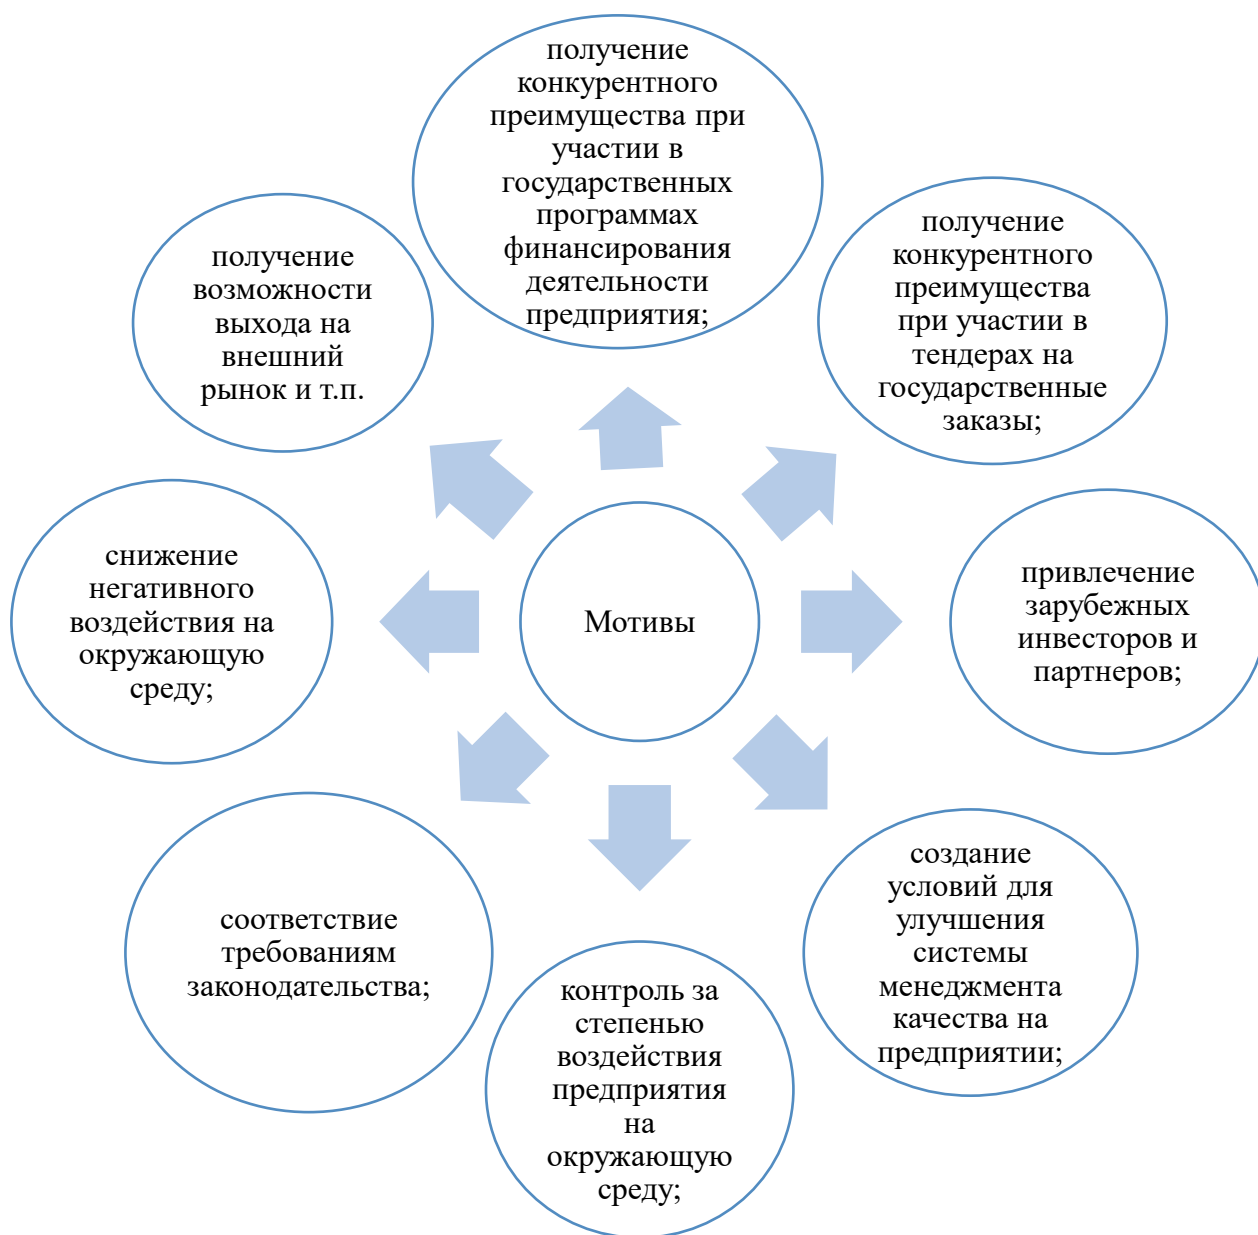 получение
конкурентного
преимущества при
участии в
государственных
программах
финансирования
деятельности
предприятия;
получение
конкурентного
преимущества
при участии в
тендерах на
государственные
заказы;
привлечение
зарубежных
инвесторов и
партнеров;
создание
условий для
улучшения
системы
менеджмента
качества на
предприятии;
контроль за
степенью
воздействия
предприятия
на
окружающую
среду;
соответствие
требованиям
законодательства;
снижение
негативного
воздействия на
окружающую
среду;
получение
возможности
выхода на
внешний
рынок и т.п.
Мотивы